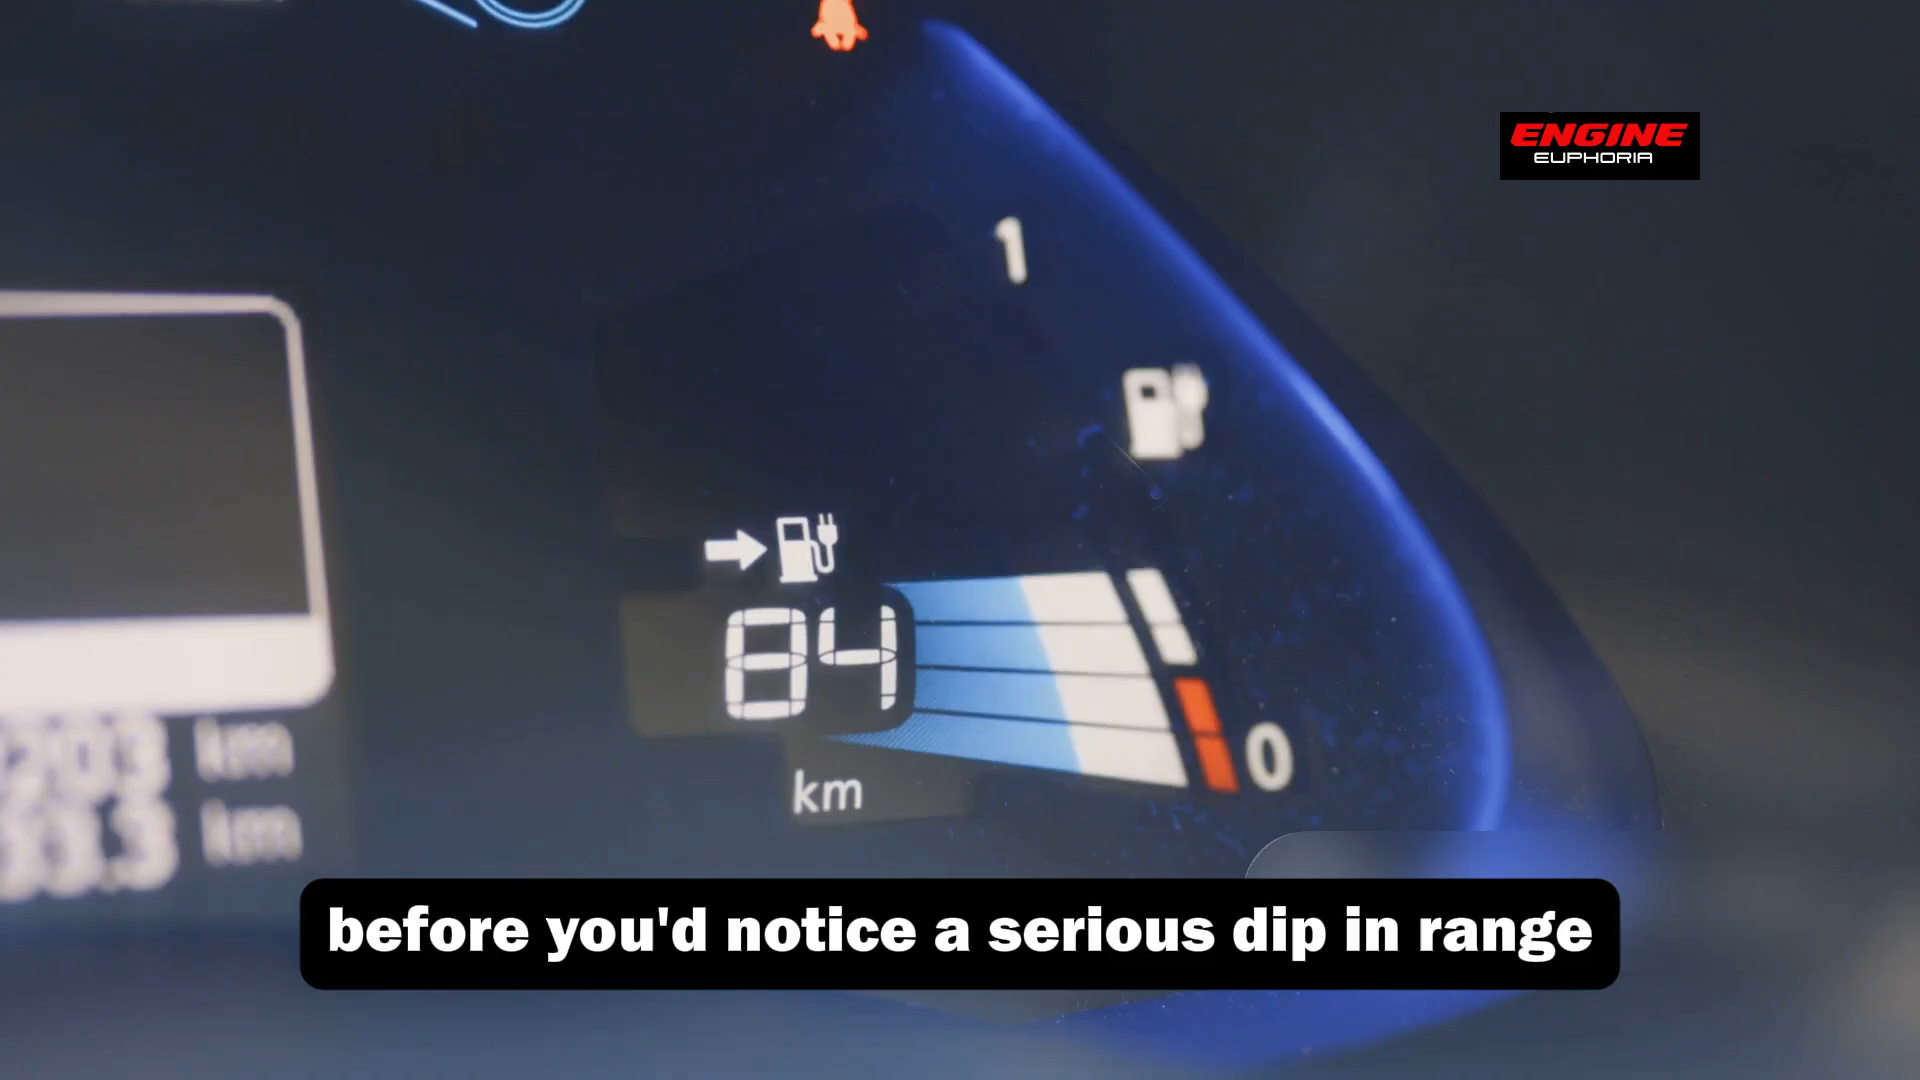 ENGINE
EUPHORIA
1
84
km
0
km
km
before you'd notice a serious dip in range